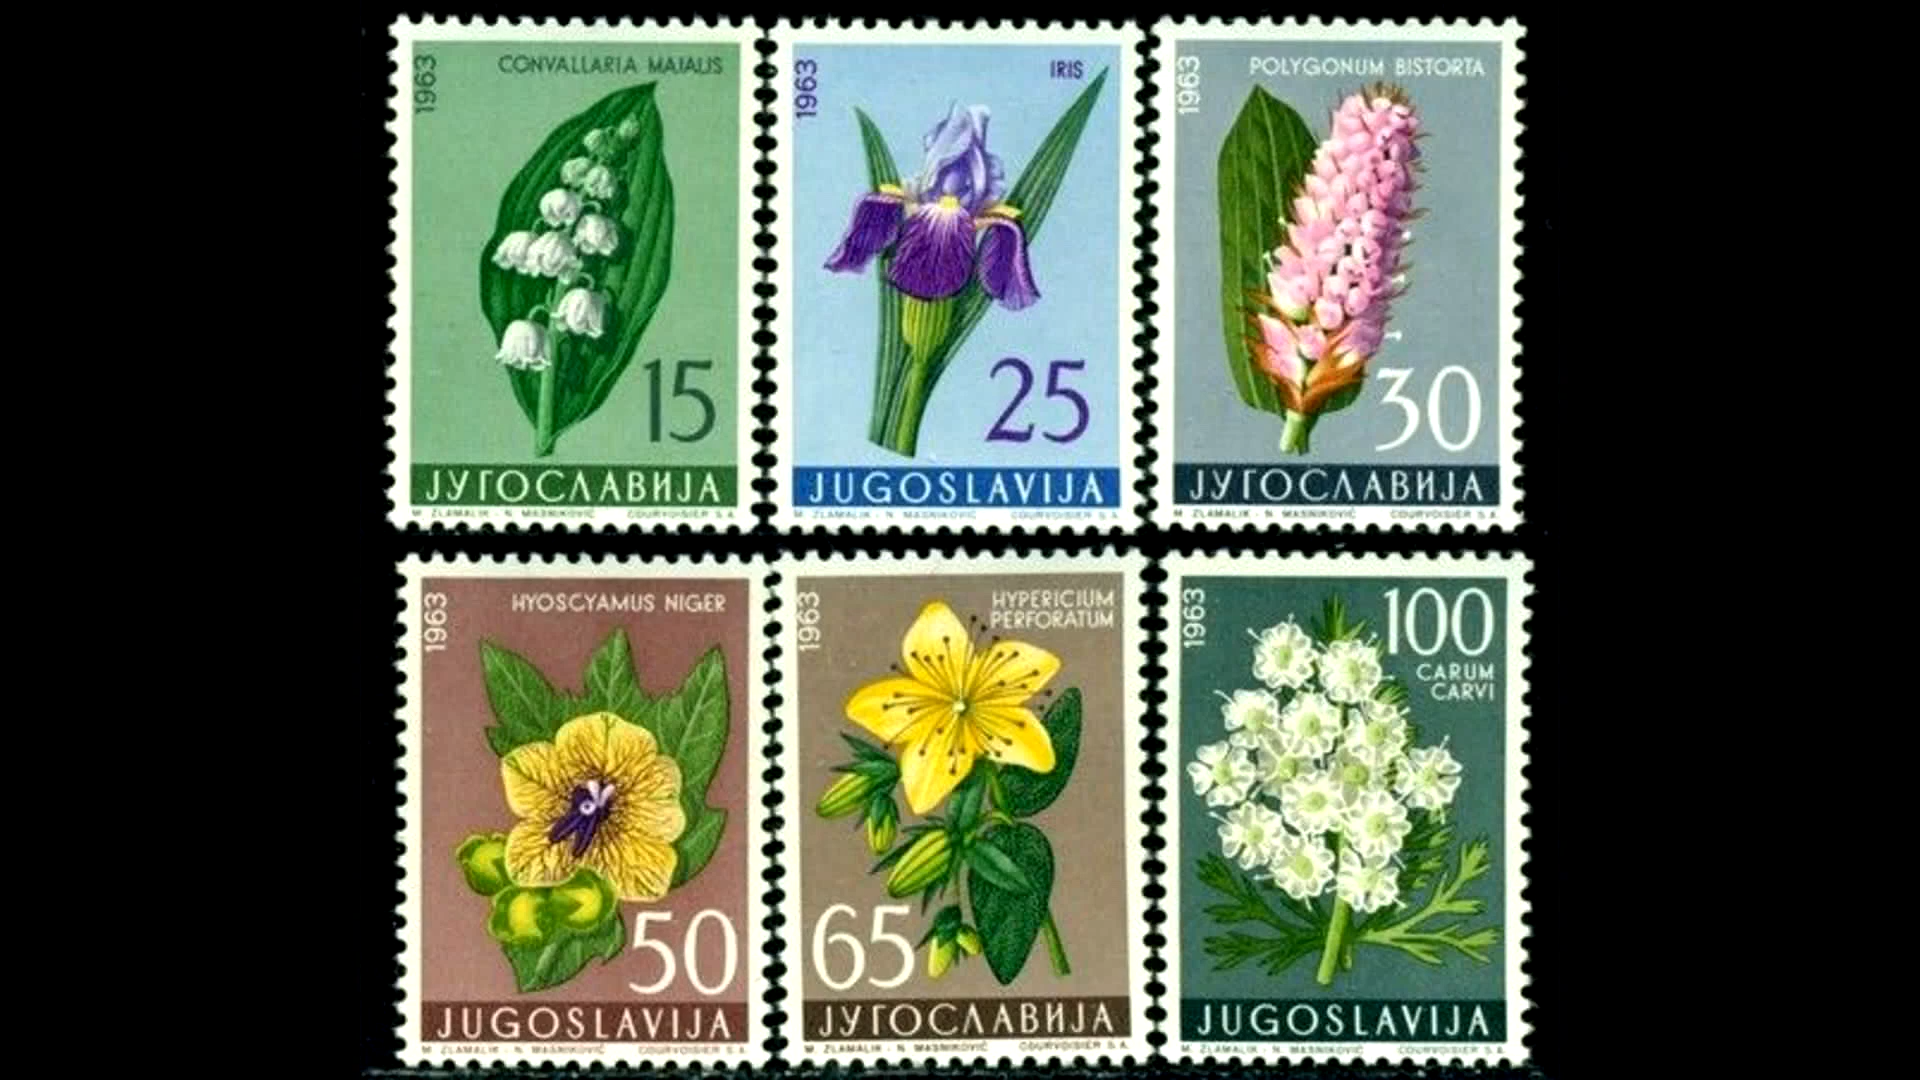 1963
CONVALLARIA MAIALIS
15
ЈУГОСЛАВИЈА
M. ZLAMALIK - N. MASNIKOVIĆ COURVOISIER S.A.
1963
IRIS
25
JUGOSLAVIJA
M. ZLAMALIK - N. MASNIKOVIĆ COURVOISIER S.A.
1963
POLYGONUM BISTORTA
30
ЈУГОСЛАВИЈА
M. ZLAMALIK - N. MASNIKOVIĆ COURVOISIER S.A.
1963
HYOSCYAMUS NIGER
50
JUGOSLAVIJA
M. ZLAMALIK - N. MASNIKOVIĆ COURVOISIER S.A.
1963
HYPERICIUM
PERFORATUM
65
ЈУГОСЛАВИЈА
M. ZLAMALIK - N. MASNIKOVIĆ COURVOISIER S.A.
1963
100
CARUM
CARVI
JUGOSLAVIJA
M. ZLAMALIK - N. MASNIKOVIĆ COURVOISIER S.A.